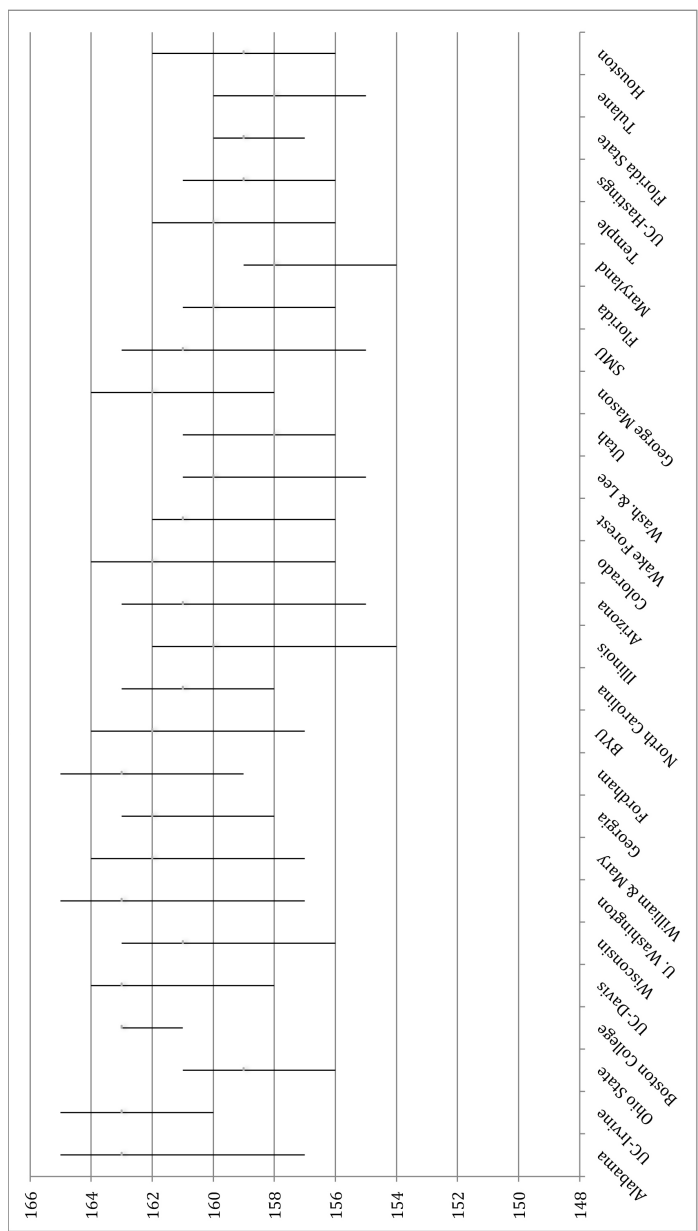 166
164
162
160
158
156
154
152
150
148
Alabama
UC-Irvine
Ohio State
Boston College
UC-Davis
Wisconsin
U. Washington
William & Mary
Georgia
Fordham
BYU
North Carolina
Illinois
Arizona
Colorado
Wake Forest
Wash. & Lee
Utah
George Mason
SMU
Florida
Maryland
Temple
UC-Hastings
Florida State
Tulane
Houston